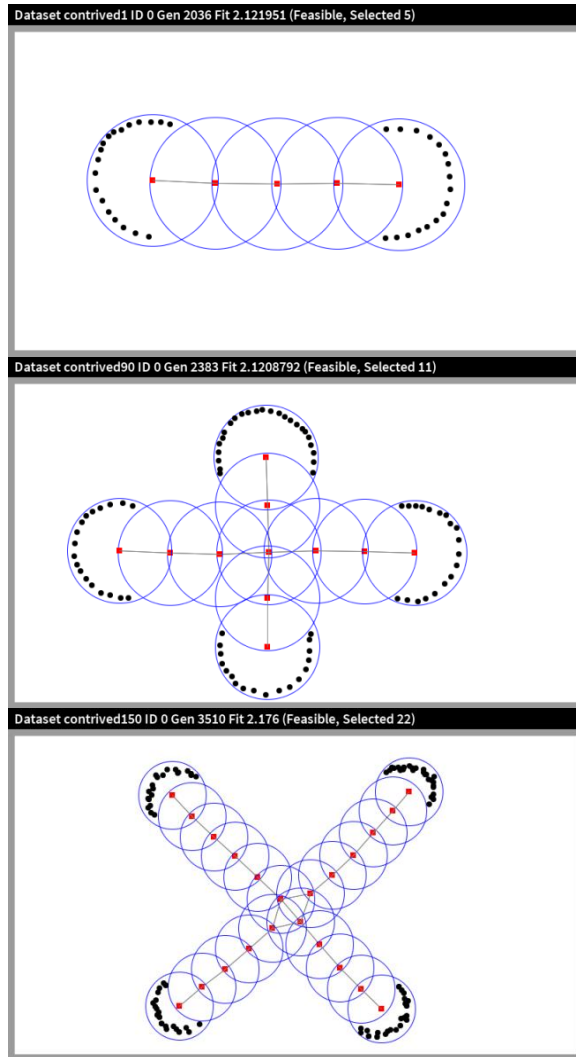 Dataset contrived1 ID 0 Gen 2036 Fit 2.121951 (Feasible, Selected 5)
Dataset contrived90 ID 0 Gen 2383 Fit 2.1208792 (Feasible, Selected 11)
Dataset contrived150 ID 0 Gen 3510 Fit 2.176 (Feasible, Selected 22)